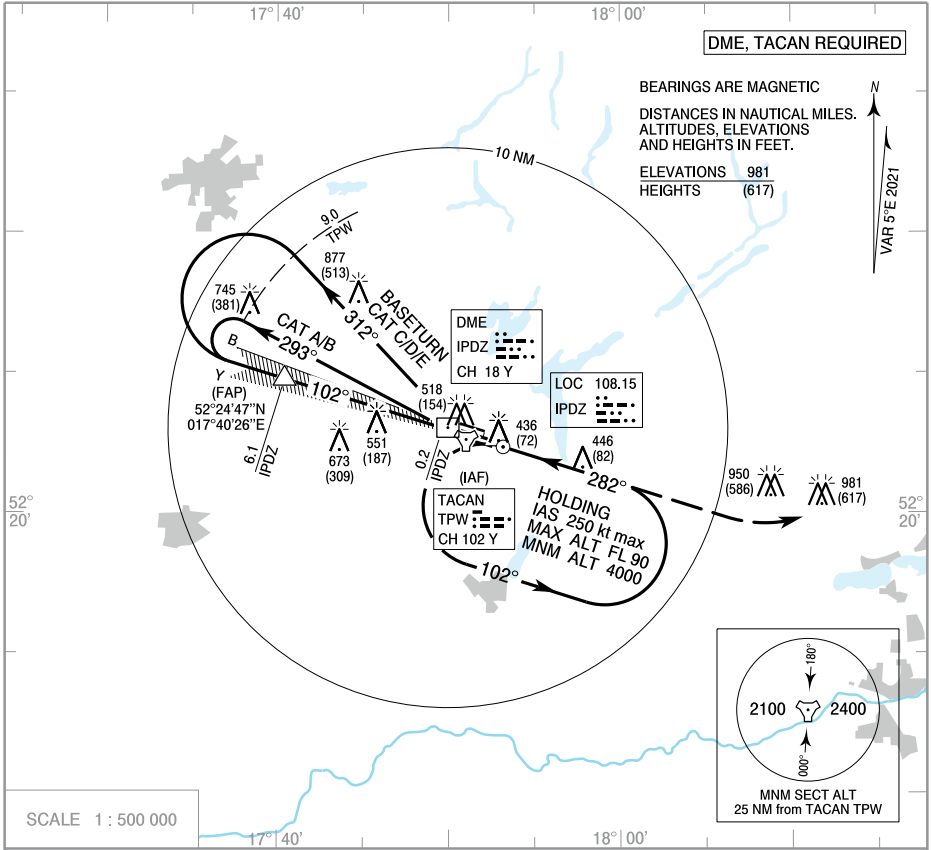 17°40'
18°00'
DME, TACAN REQUIRED
BEARINGS ARE MAGNETIC
DISTANCES IN NAUTICAL MILES.
ALTITUDES, ELEVATIONS
AND HEIGHTS IN FEET.
ELEVATIONS 981
HEIGHTS (617)
N
VAR 5°E 2021
10 NM
9.0
TPW
877
(513)
745
(381)
BASETURN
CAT C/D/E
312°
CAT A/B
293°
B
Y
102°
(FAP)
52°24'47"N
017°40'26"E
6.1
IPDZ
DME
IPDZ
CH 18 Y
518
(154)
LOC 108.15
IPDZ
436
(72)
446
(82)
551
(187)
673
(309)
0.2
IPDZ
(IAF)
TACAN
TPW
CH 102 Y
282°
HOLDING
IAS 250 kt max
MAX ALT FL 90
MNM ALT 4000
102°
950
(586)
981
(617)
52°
20'
52°
20'
180°
2100
2400
000°
MNM SECT ALT
25 NM from TACAN TPW
SCALE 1 : 500 000
17°40'
18°00'